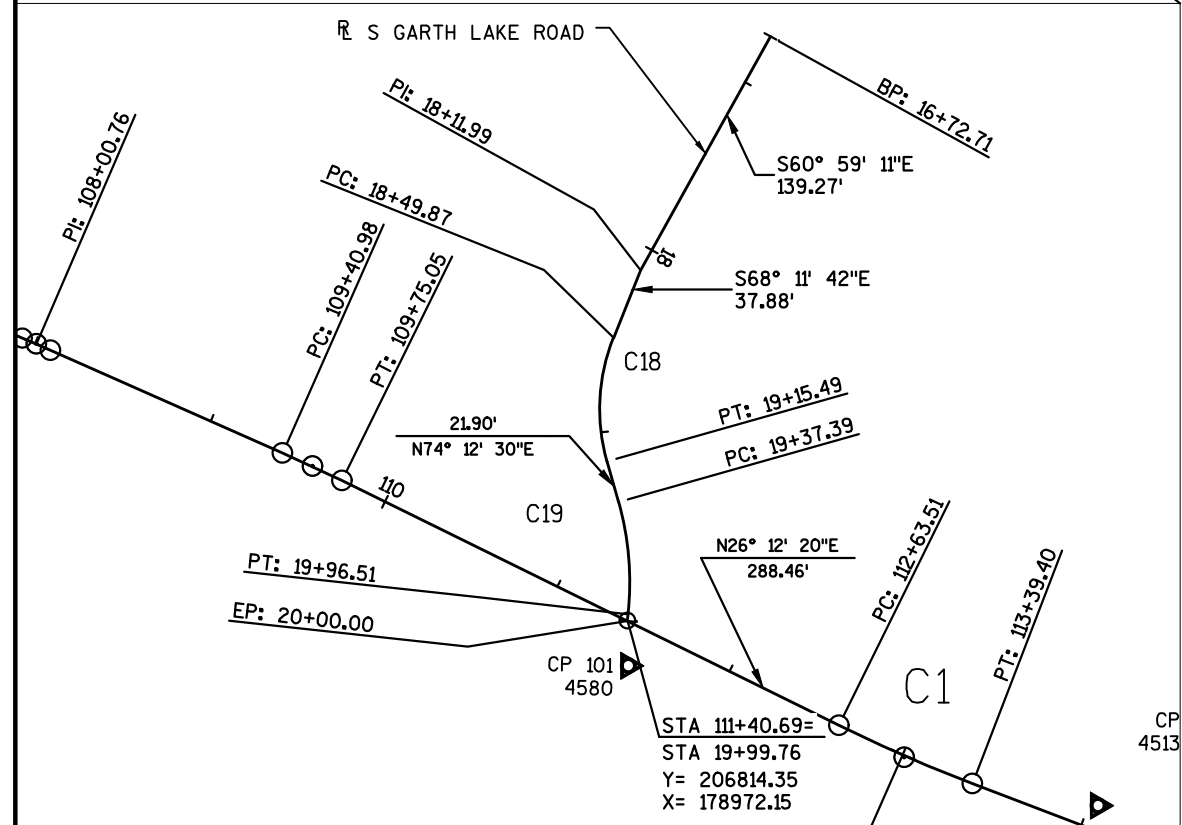 PL S GARTH LAKE ROAD
BP: 16+72.71
PI: 18+11.99
S60° 59' 11"E
139.27'
PI: 108+00.76
PC: 18+49.87
PC: 109+40.98
PT: 109+75.05
18
S68° 11' 42"E
37.88'
C18
PT: 19+15.49
PC: 19+37.39
21.90'
N74° 12' 30"E
110
C19
N26° 12' 20"E
288.46'
PC: 112+63.51
PT: 113+39.40
PT: 19+96.51
EP: 20+00.00
CP 101
4580
C1
STA 111+40.69=
STA 19+99.76
Y= 206814.35
X= 178972.15
CP
4513